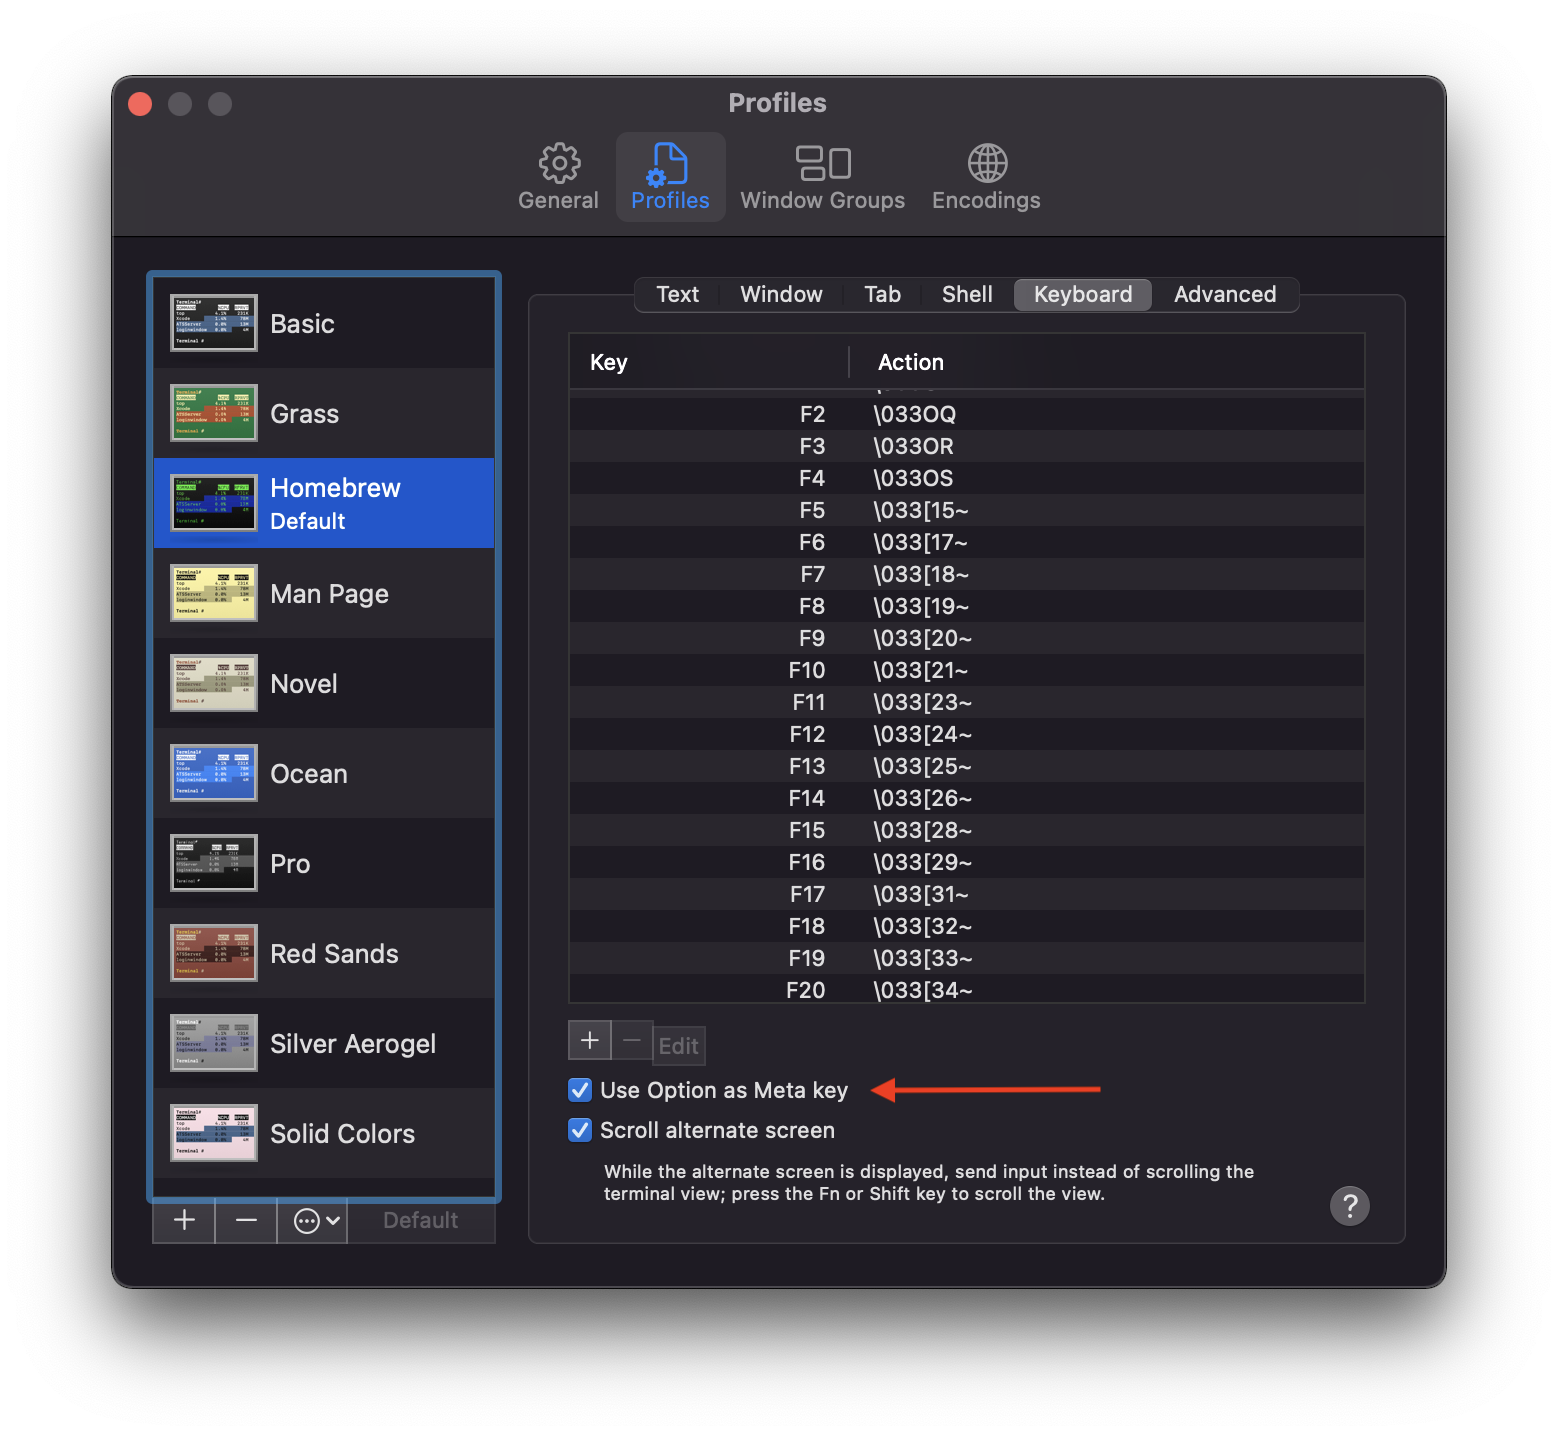 Profiles
General
Profiles
Window Groups
Encodings
Basic
Grass
Homebrew
Default
Man Page
Novel
Ocean
Pro
Red Sands
Silver Aerogel
Solid Colors
Default
Text Window Tab Shell Keyboard Advanced
Key Action
F2 \033OQ
F3 \033OR
F4 \033OS
F5 \033[15~
F6 \033[17~
F7 \033[18~
F8 \033[19~
F9 \033[20~
F10 \033[21~
F11 \033[23~
F12 \033[24~
F13 \033[25~
F14 \033[26~
F15 \033[28~
F16 \033[29~
F17 \033[31~
F18 \033[32~
F19 \033[33~
F20 \033[34~
Edit
Use Option as Meta key
Scroll alternate screen
While the alternate screen is displayed, send input instead of scrolling the
terminal view; press the Fn or Shift key to scroll the view.
?